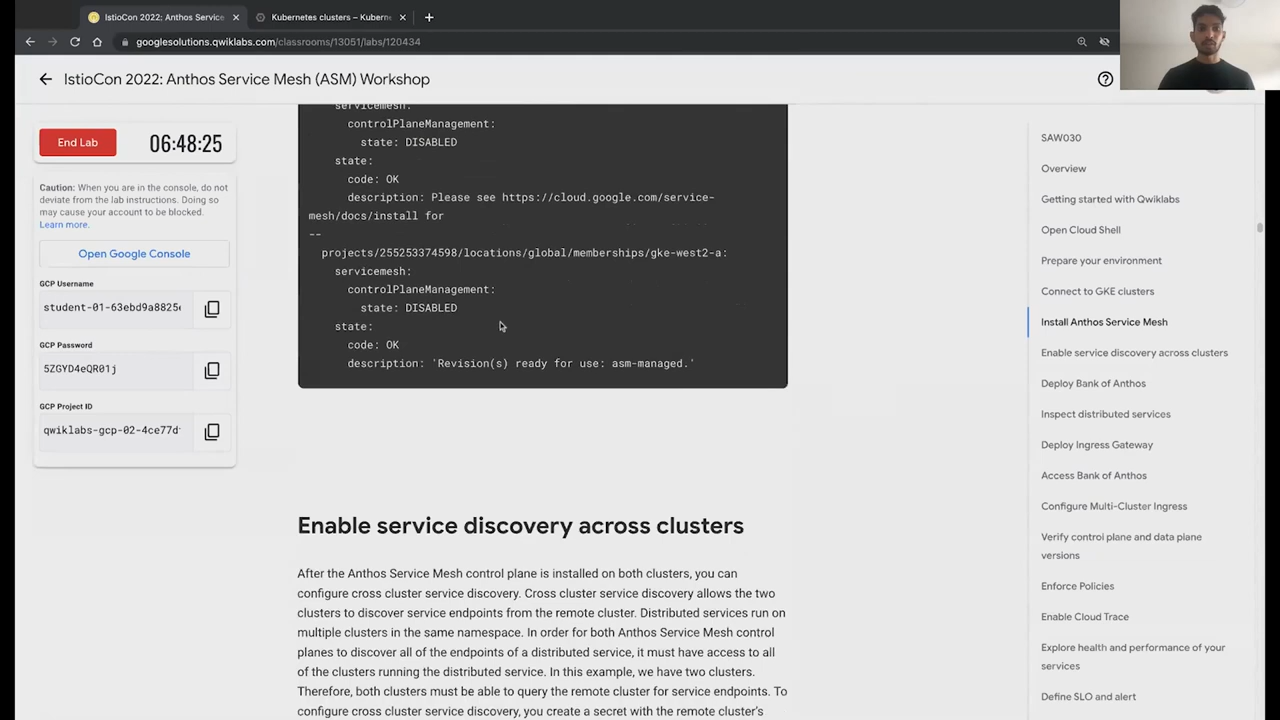 IstioCon 2022: Anthos Service
Kubernetes clusters – Kuberne
googlesolutions.qwiklabs.com/classrooms/13051/labs/120434
IstioCon 2022: Anthos Service Mesh (ASM) Workshop
End Lab
06:48:25
Caution: When you are in the console, do not
deviate from the lab instructions. Doing so
may cause your account to be blocked.
Learn more.
Open Google Console
GCP Username
student-01-63ebd9a8825
GCP Password
5ZGYD4eQR01j
GCP Project ID
qwiklabs-gcp-02-4ce77d
servicemesh:
controlPlaneManagement:
state: DISABLED
state:
code: OK
description: Please see https://cloud.google.com/service-
mesh/docs/install for
--
projects/255253374598/locations/global/memberships/gke-west2-a:
servicemesh:
controlPlaneManagement:
state: DISABLED
state:
code: OK
description: 'Revision(s) ready for use: asm-managed.'
Enable service discovery across clusters
After the Anthos Service Mesh control plane is installed on both clusters, you can
configure cross cluster service discovery. Cross cluster service discovery allows the two
clusters to discover service endpoints from the remote cluster. Distributed services run on
multiple clusters in the same namespace. In order for both Anthos Service Mesh control
planes to discover all of the endpoints of a distributed service, it must have access to all
of the clusters running the distributed service. In this example, we have two clusters.
Therefore, both clusters must be able to query the remote cluster for service endpoints. To
configure cross cluster service discovery, you create a secret with the remote cluster's
SAW030
Overview
Getting started with Qwiklabs
Open Cloud Shell
Prepare your environment
Connect to GKE clusters
Install Anthos Service Mesh
Enable service discovery across clusters
Deploy Bank of Anthos
Inspect distributed services
Deploy Ingress Gateway
Access Bank of Anthos
Configure Multi-Cluster Ingress
Verify control plane and data plane
versions
Enforce Policies
Enable Cloud Trace
Explore health and performance of your
services
Define SLO and alert